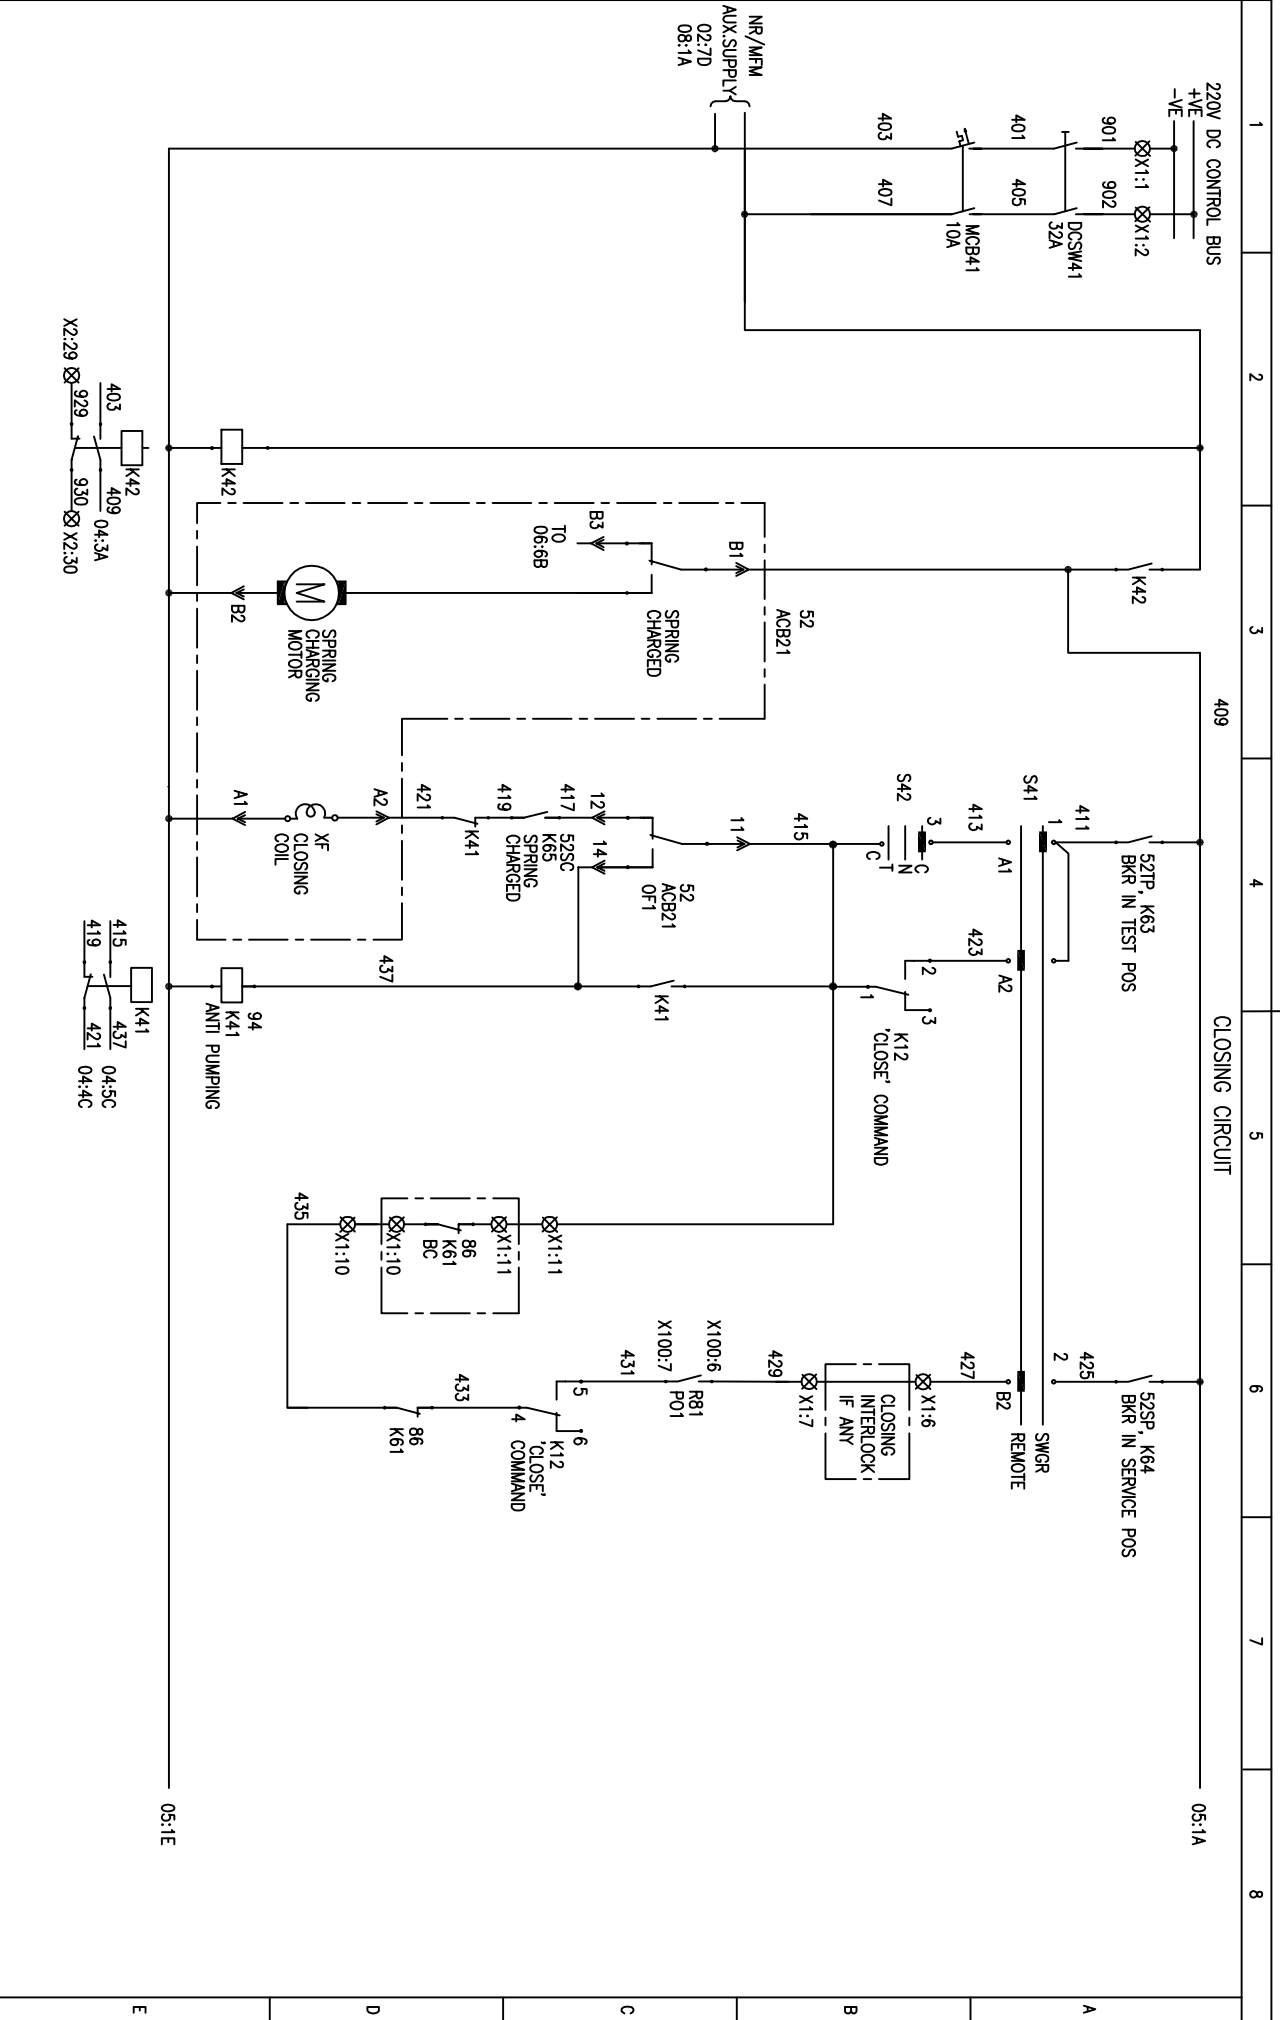 1
2
3
4
5
6
7
8
A
B
C
D
E
CLOSING CIRCUIT
220V DC CONTROL BUS
+VE
-VE
X1:1
X1:2
901
902
DCSW41
32A
401
405
MCB41
10A
403
407
NR/MFM
AUX.SUPPLY
02:7D
08:1A
K42
K42
403
409
04:3A
X2:29
929
930
X2:30
K42
409
52
ACB21
B1
SPRING
CHARGED
B3
TO
06:6B
SPRING
CHARGING
MOTOR
M
B2
52TP, K63
BKR IN TEST POS
411
S41
1
A1
A2
413
423
S42
3
C
N
T
C
415
2
3
1
K12
'CLOSE' COMMAND
11
52
ACB21
OF1
12
14
417
52SC
K65
SPRING
CHARGED
419
K41
421
A2
XF
CLOSING
COIL
A1
K41
437
94
K41
ANTI PUMPING
K41
415
437
04:5C
419
421
04:4C
X1:11
X1:11
86
K61
BC
X1:10
X1:10
435
52SP, K64
BKR IN SERVICE POS
425
2
SWGR
REMOTE
B2
427
X1:6
CLOSING
INTERLOCK
IF ANY
X1:7
429
X100:6
R81
PO1
X100:7
431
5
6
4
K12
'CLOSE'
COMMAND
433
86
K61
05:1A
05:1E